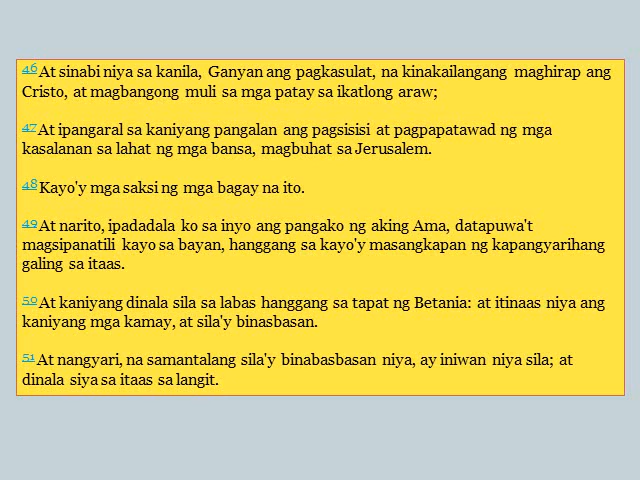 46At sinabi niya sa kanila, Ganyan ang pagkasulat, na kinakailangang maghirap ang
Cristo, at magbangong muli sa mga patay sa ikatlong araw;
47At ipangaral sa kaniyang pangalan ang pagsisisi at pagpapatawad ng mga
kasalanan sa lahat ng mga bansa, magbuhat sa Jerusalem.
48Kayo'y mga saksi ng mga bagay na ito.
49At narito, ipadadala ko sa inyo ang pangako ng aking Ama, datapuwa't
magsipanatili kayo sa bayan, hanggang sa kayo'y masangkapan ng kapangyarihang
galing sa itaas.
50At kaniyang dinala sila sa labas hanggang sa tapat ng Betania: at itinaas niya ang
kaniyang mga kamay, at sila'y binasbasan.
51At nangyari, na samantalang sila'y binabasbasan niya, ay iniwan niya sila; at
dinala siya sa itaas sa langit.